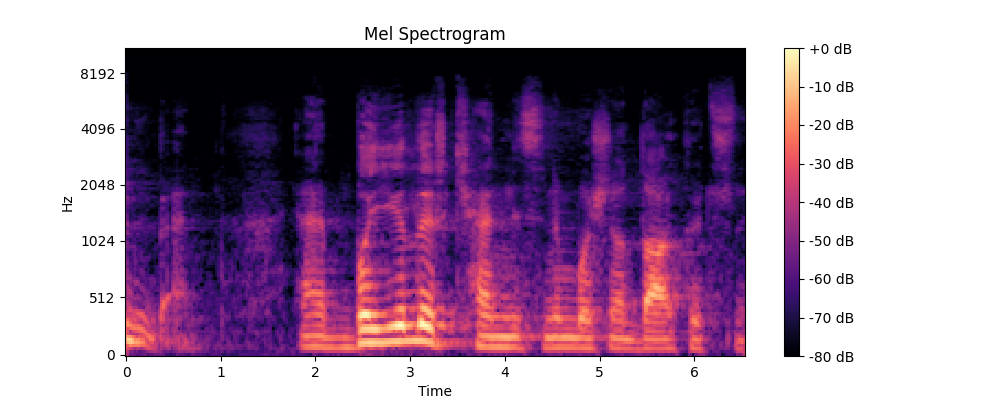 Mel Spectrogram
Hz
8192
4096
2048
1024
512
0
0 1 2 3 4 5 6
Time
+0 dB
-10 dB
-20 dB
-30 dB
-40 dB
-50 dB
-60 dB
-70 dB
-80 dB